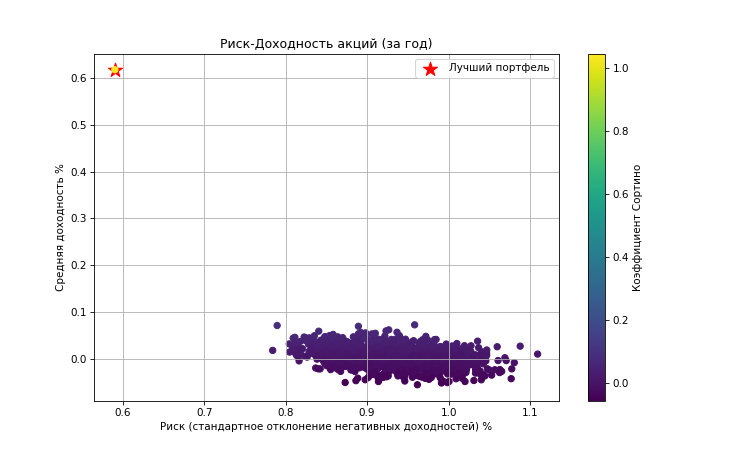 Риск-Доходность акций (за год)
Лучший портфель
Средняя доходность %
0.6
0.5
0.4
0.3
0.2
0.1
0.0
0.6 0.7 0.8 0.9 1.0 1.1
Риск (стандартное отклонение негативных доходностей) %
1.0
0.8
0.6
0.4
0.2
0.0
Коэффициент Сортино